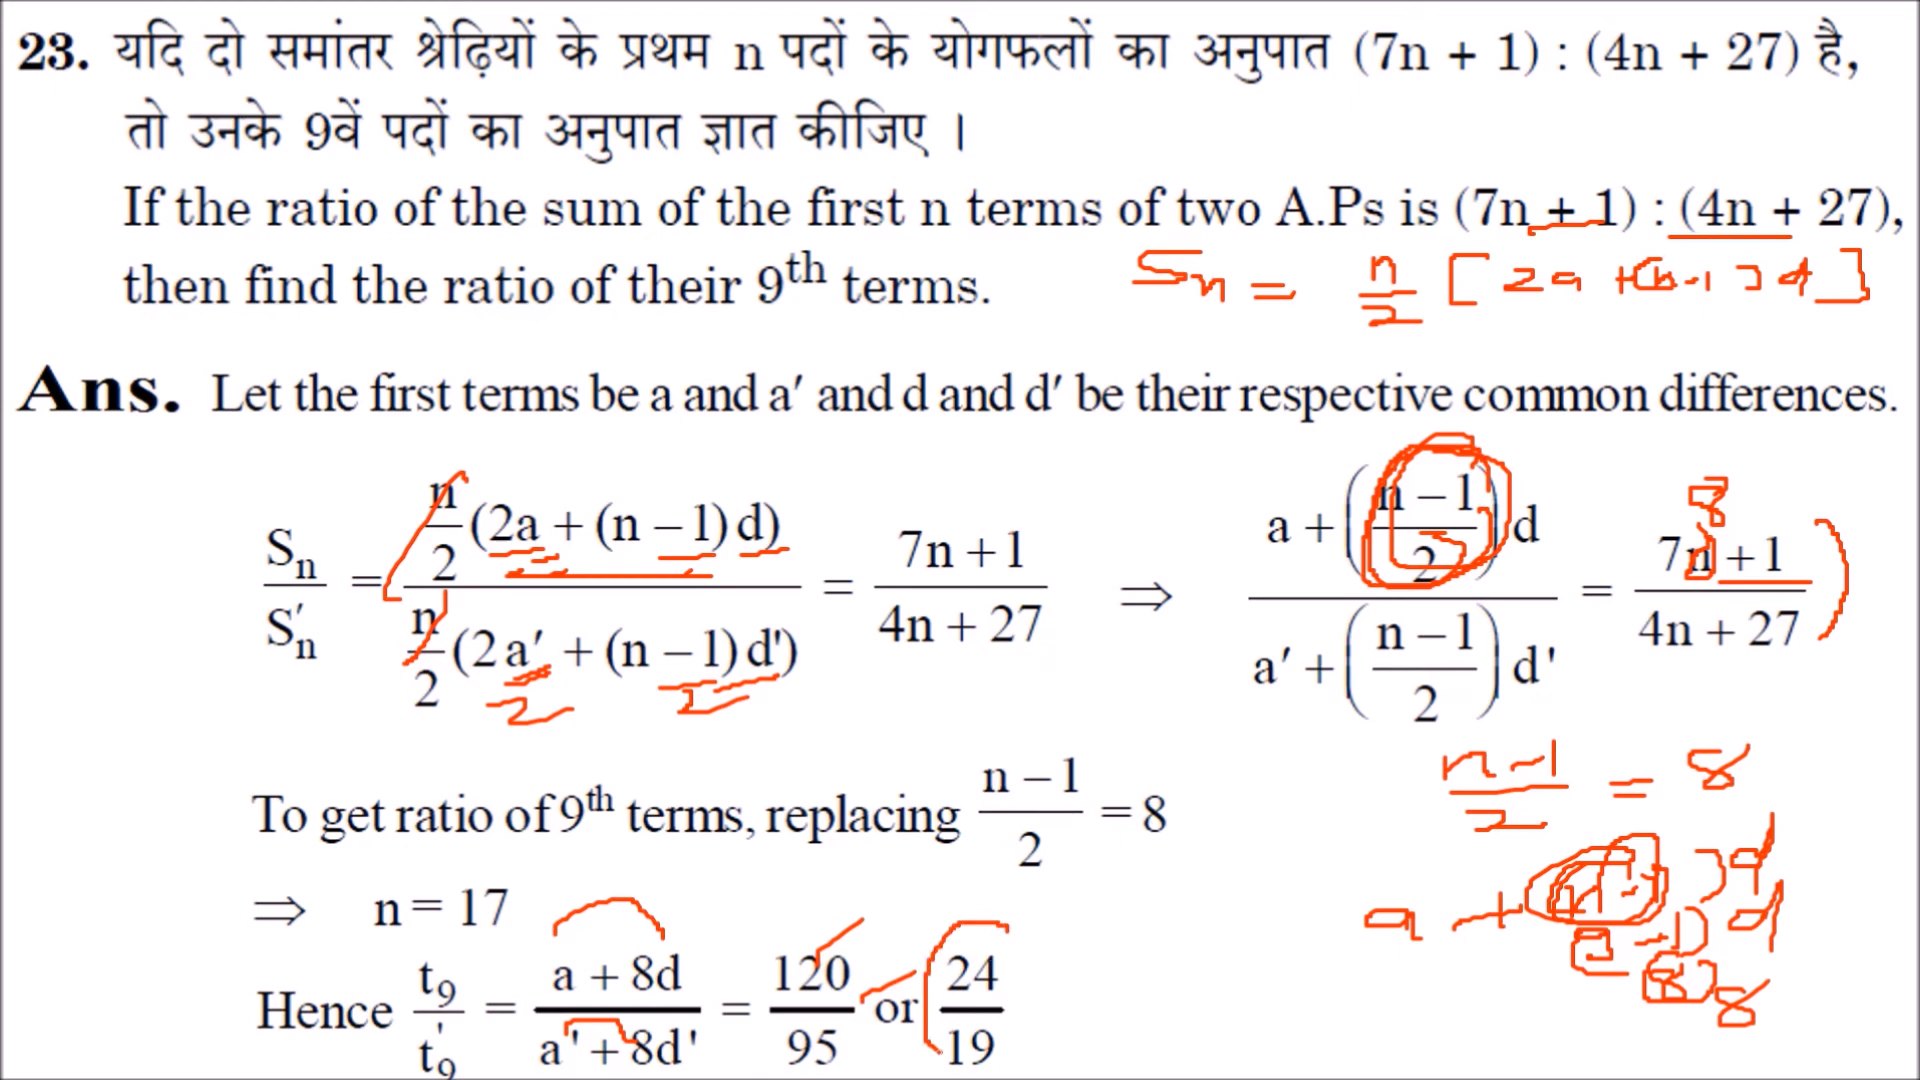 23. यदि दो समांतर श्रेढ़ियों के प्रथम n पदों के योगफलों का अनुपात (7n + 1) : (4n + 27) है,
तो उनके 9वें पदों का अनुपात ज्ञात कीजिए ।
If the ratio of the sum of the first n terms of two A.Ps is (7n + 1) : (4n + 27),
then find the ratio of their 9th terms.
Sn = n/2 [2a + (n-1)d]
Ans. Let the first terms be a and a′ and d and d′ be their respective common differences.
Sn/S′n = n/2 (2a + (n − 1) d) / n/2 (2a′ + (n − 1) d') = 7n + 1 / 4n + 27 ⇒ a + (n − 1 / 2) d / a′ + (n − 1 / 2) d' = 7n + 1 / 4n + 27
n-1/2 = 8
To get ratio of 9th terms, replacing n − 1 / 2 = 8
⇒ n = 17
Hence t9/t'9 = a + 8d / a' + 8d' = 120/95 or 24/19